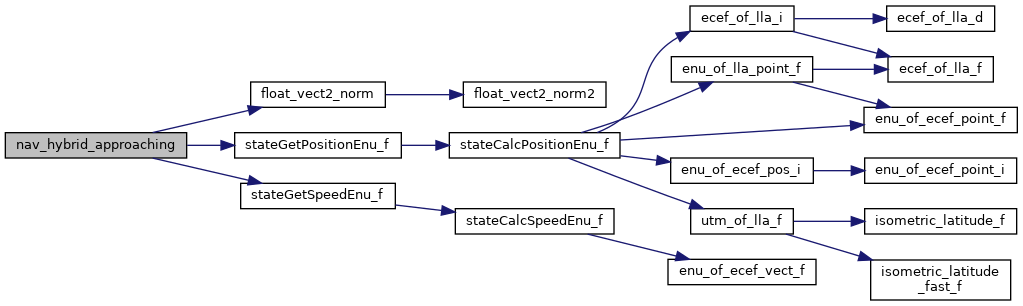 nav_hybrid_approaching
float_vect2_norm
float_vect2_norm2
stateGetPositionEnu_f
stateCalcPositionEnu_f
ecef_of_lla_i
ecef_of_lla_d
ecef_of_lla_f
enu_of_lla_point_f
enu_of_ecef_point_f
enu_of_ecef_pos_i
enu_of_ecef_point_i
utm_of_lla_f
isometric_latitude_f
isometric_latitude
_fast_f
stateGetSpeedEnu_f
stateCalcSpeedEnu_f
enu_of_ecef_vect_f